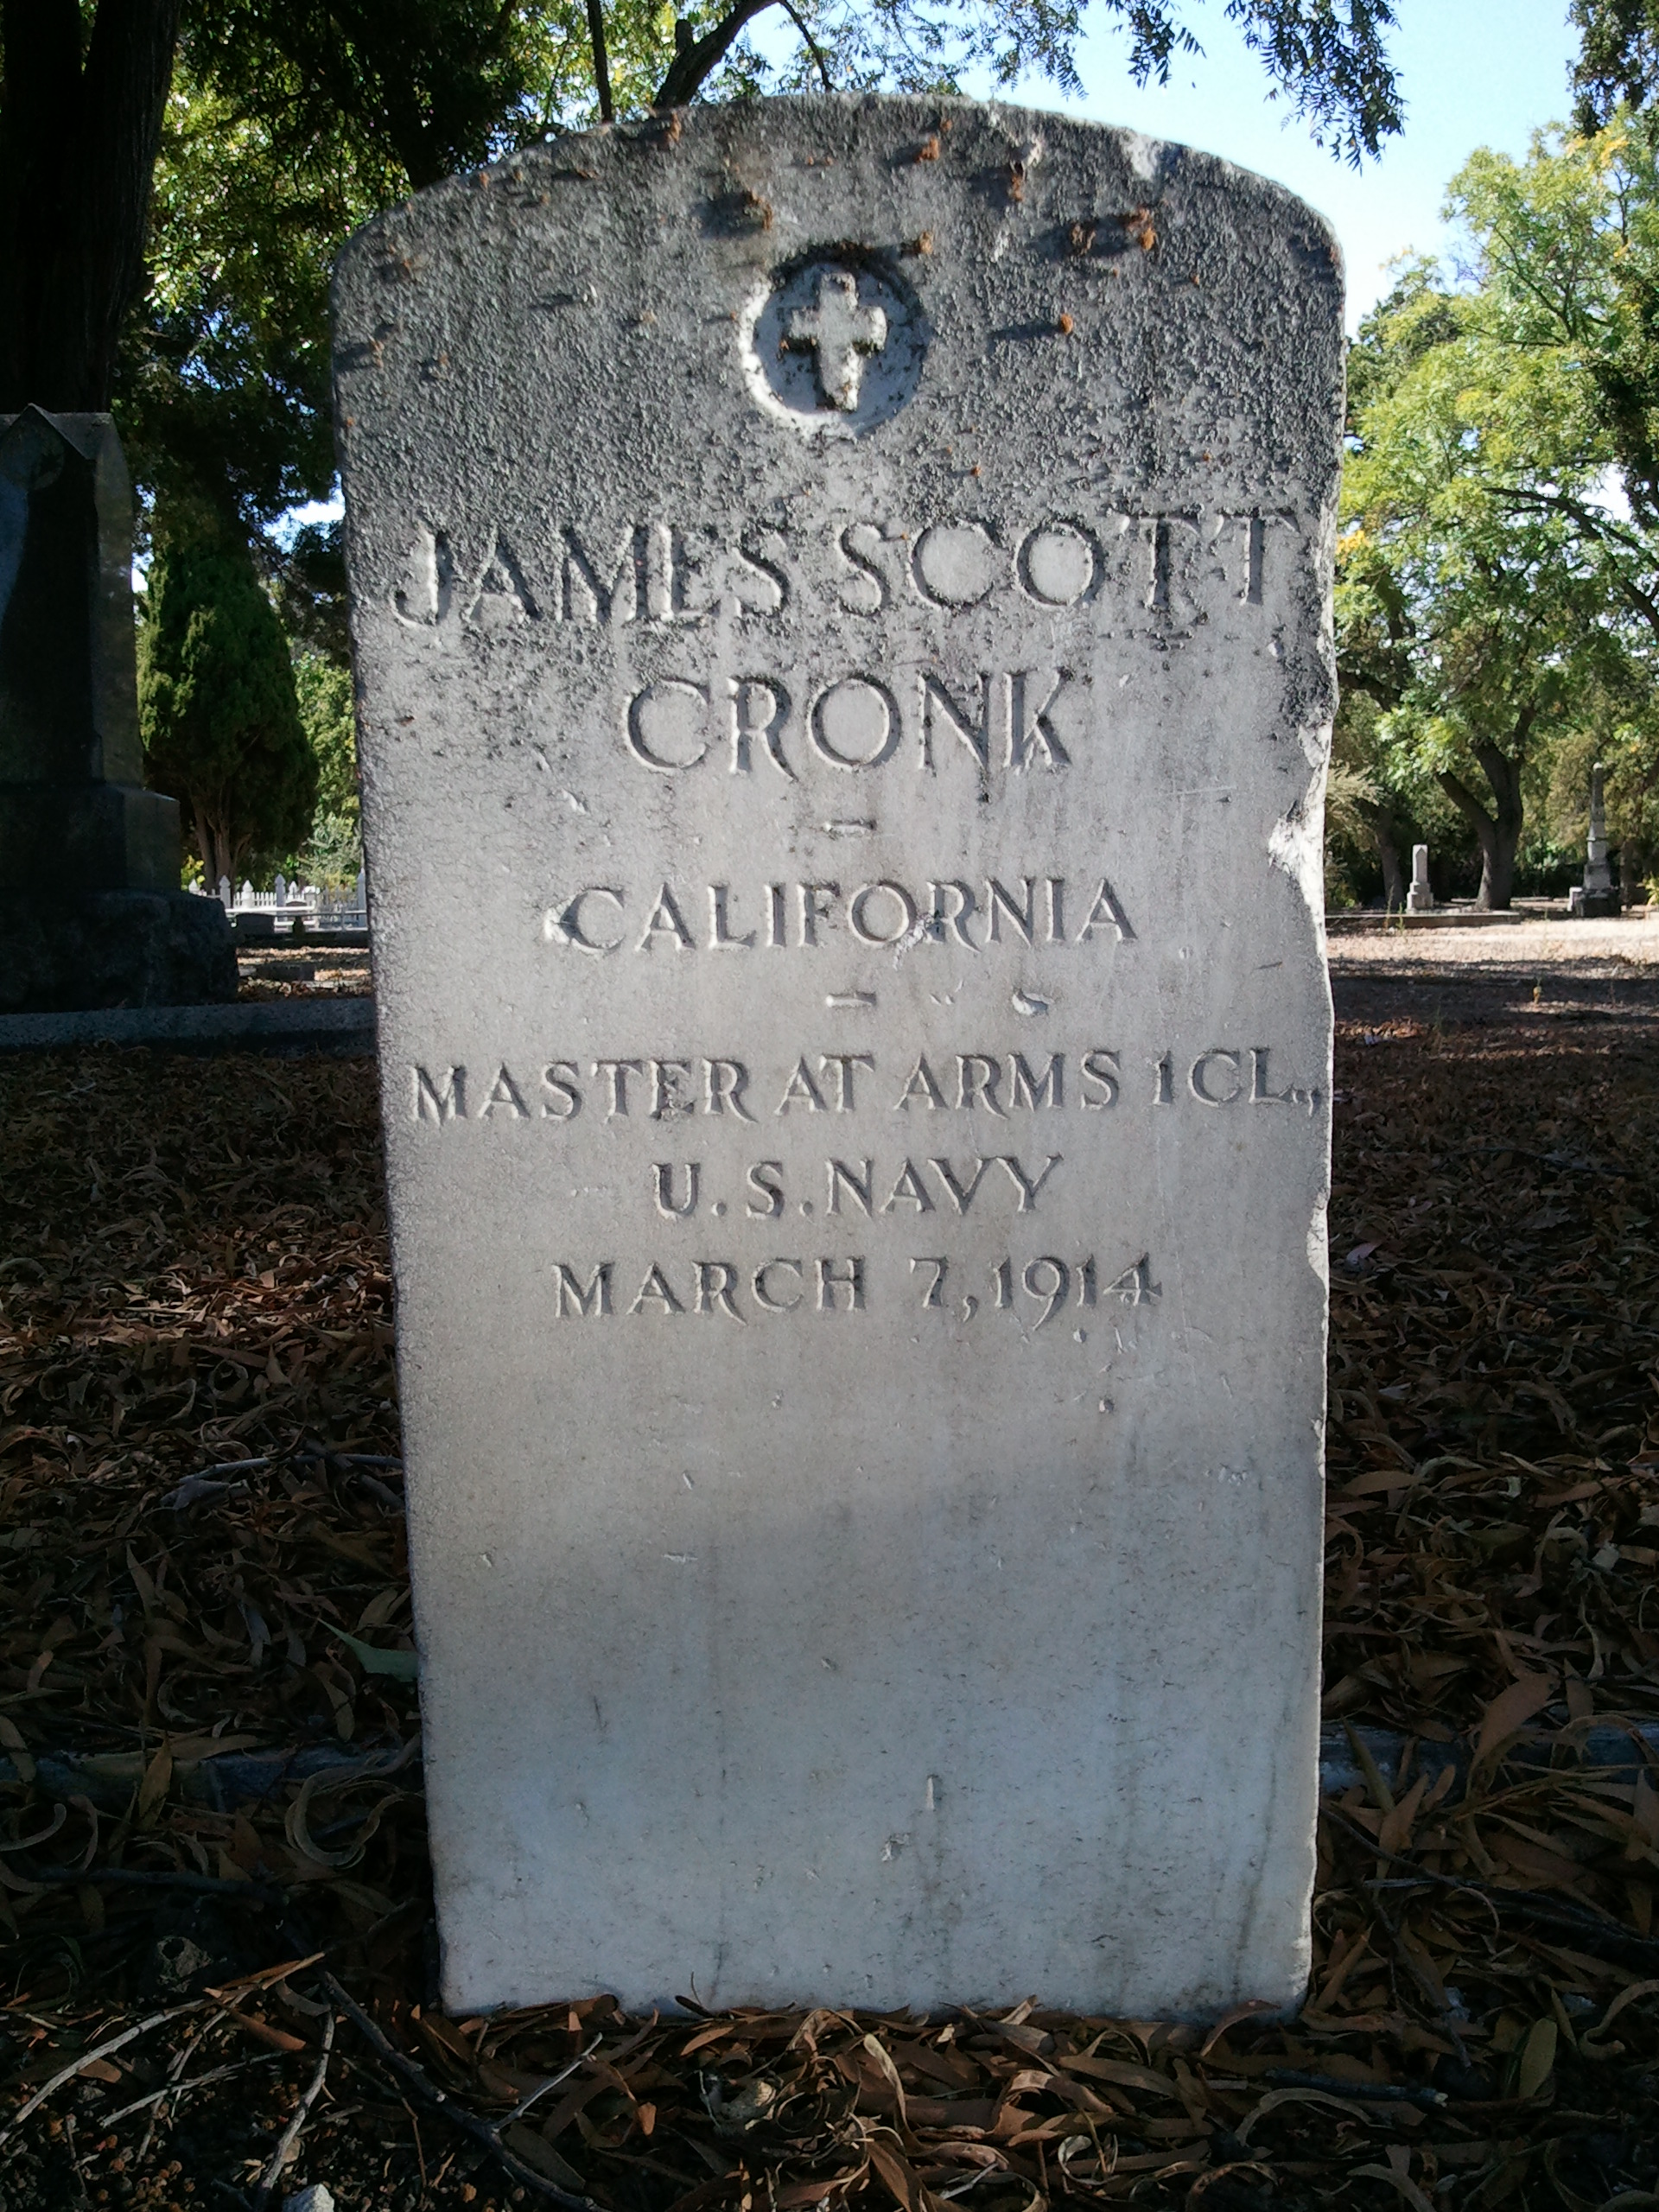 JAMES SCOTT
CRONK
–
CALIFORNIA
–
MASTER AT ARMS 1CL.,
U.S.NAVY
MARCH 7,1914